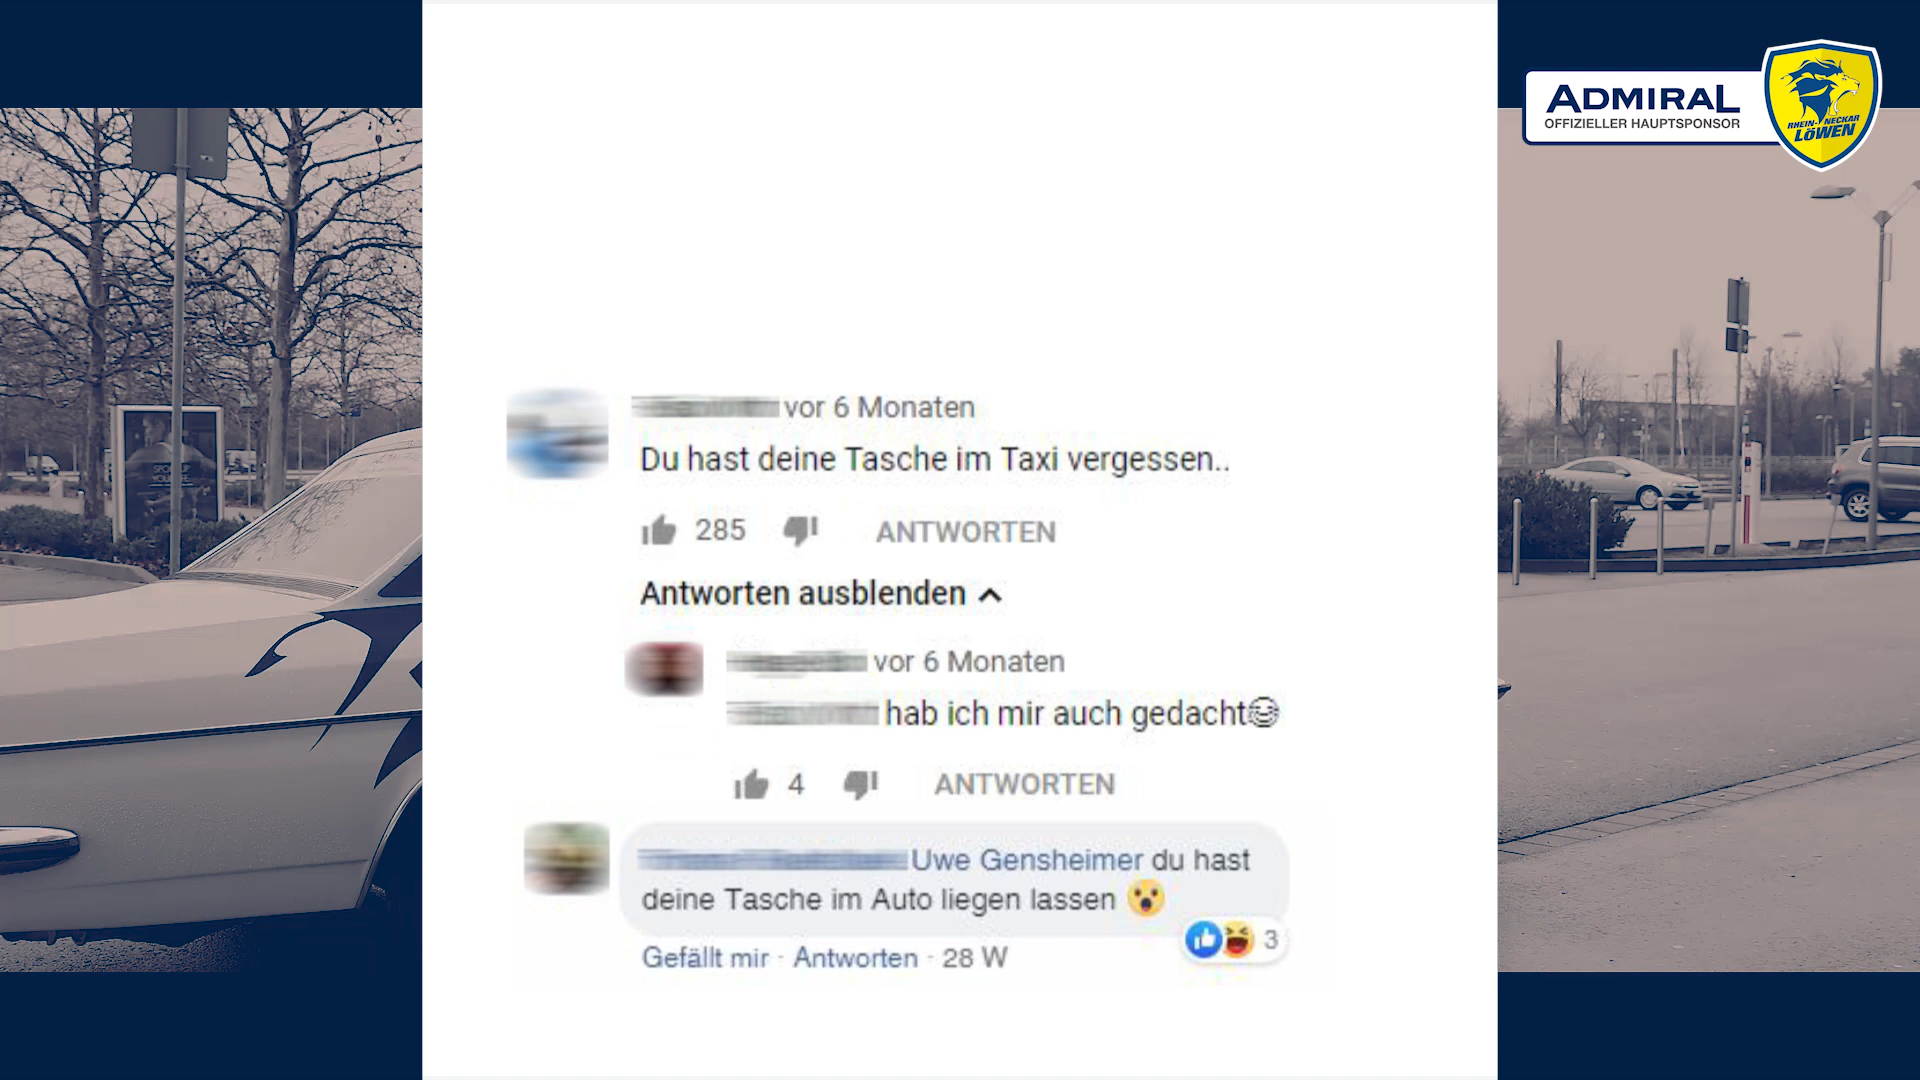 ADMIRAL
OFFIZIELLER HAUPTSPONSOR
RHEIN-NECKAR
LÖWEN
vor 6 Monaten
Du hast deine Tasche im Taxi vergessen..
285 ANTWORTEN
Antworten ausblenden
vor 6 Monaten
hab ich mir auch gedacht😂
4 ANTWORTEN
Uwe Gensheimer du hast
deine Tasche im Auto liegen lassen 😮
3
Gefällt mir · Antworten · 28 W